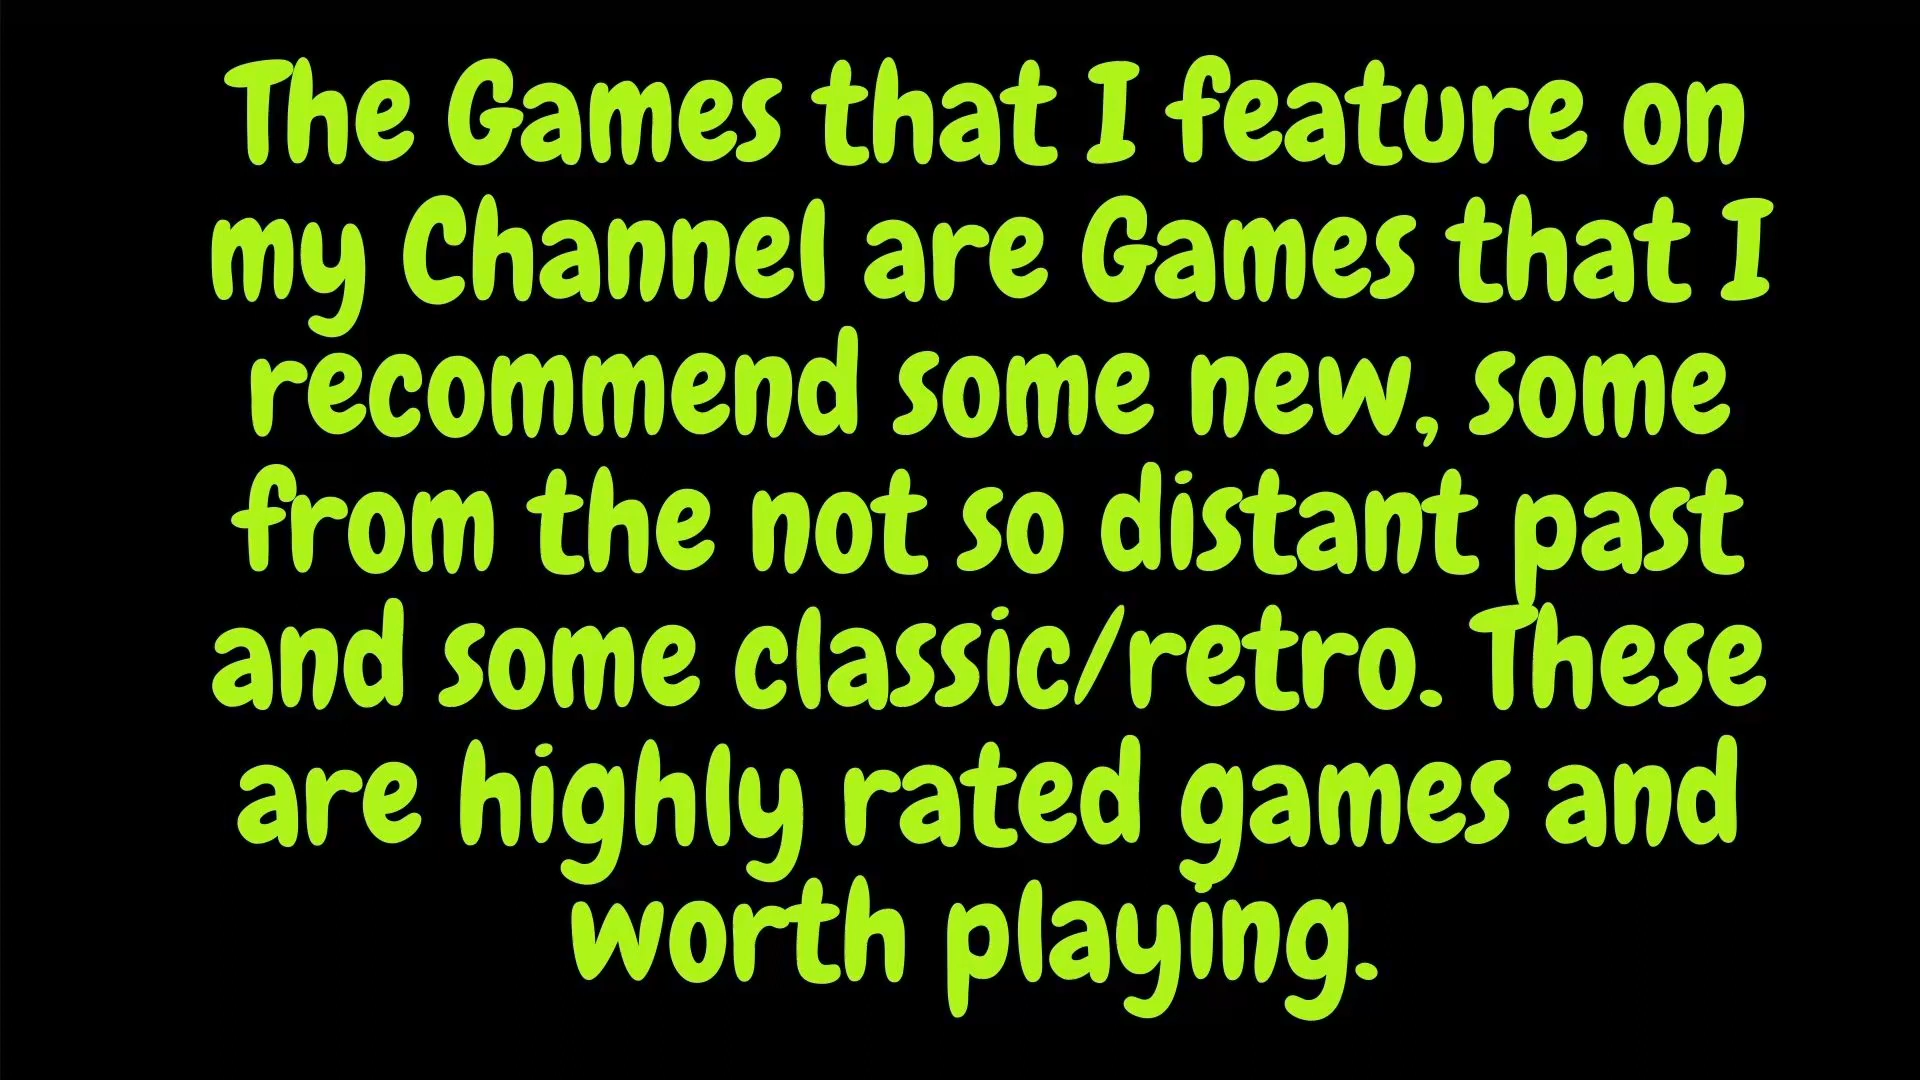 The Games that I feature on
my Channel are Games that I
recommend some new, some
from the not so distant past
and some classic/retro. These
are highly rated games and
worth playing.